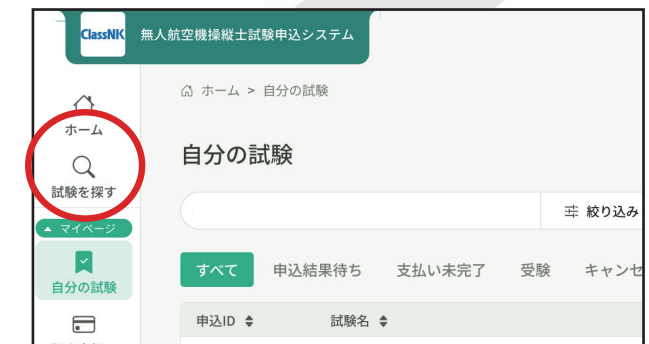 ClassNK 無人航空機操縦士試験申込システム
ホーム > 自分の試験
ホーム
自分の試験
試験を探す
絞り込み
マイページ
すべて 申込結果待ち 支払い未完了 受験 キャンセ
自分の試験
申込ID 試験名